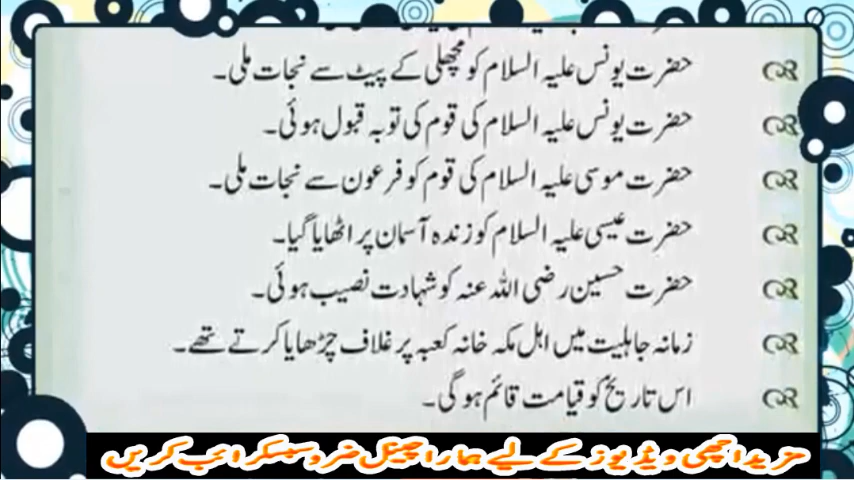 حضرت یونس علیہ السلام کو مچھلی کے پیٹ سے نجات ملی۔
حضرت یونس علیہ السلام کی قوم کی توبہ قبول ہوئی۔
حضرت موسی علیہ السلام کی قوم کو فرعون سے نجات ملی۔
حضرت عیسی علیہ السلام کو زندہ آسمان پر اٹھایا گیا۔
حضرت حسین رضی اللہ عنہ کو شہادت نصیب ہوئی۔
زمانہ جاہلیت میں اہل مکہ خانہ کعبہ پر غلاف چڑھایا کرتے تھے۔
اس تاریخ کو قیامت قائم ہوگی۔
مزید اچھی ویڈیوز کے لیے ہمارا چینل ضرو سبسکرائب کریں